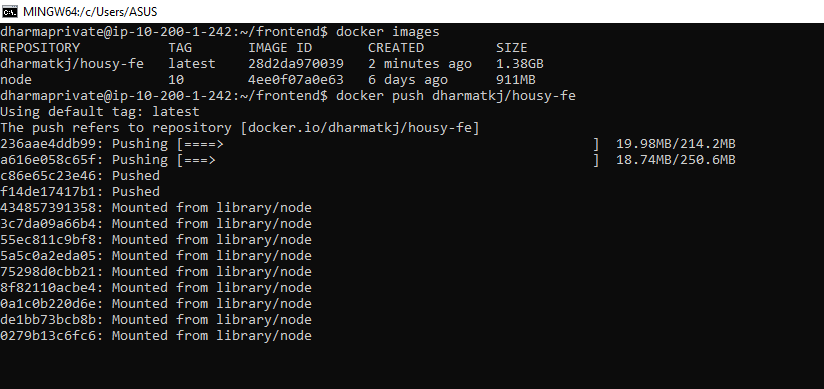 MINGW64:/c/Users/ASUS
dharmaprivate@ip-10-200-1-242:~/frontend$ docker images
REPOSITORY TAG IMAGE ID CREATED SIZE
dharmatkj/housy-fe latest 28d2da970039 2 minutes ago 1.38GB
node 10 4ee0f07a0e63 6 days ago 911MB
dharmaprivate@ip-10-200-1-242:~/frontend$ docker push dharmatkj/housy-fe
Using default tag: latest
The push refers to repository [docker.io/dharmatkj/housy-fe]
236aae4ddb99: Pushing [====> ] 19.98MB/214.2MB
a616e058c65f: Pushing [===> ] 18.74MB/250.6MB
c86e65c23e46: Pushed
f14de17417b1: Pushed
434857391358: Mounted from library/node
3c7da09a66b4: Mounted from library/node
55ec811c9bf8: Mounted from library/node
5a5c0a2eda05: Mounted from library/node
75298d0cbb21: Mounted from library/node
8f82110acbe4: Mounted from library/node
0a1c0b220d6e: Mounted from library/node
de1bb73bcb8b: Mounted from library/node
0279b13c6fc6: Mounted from library/node